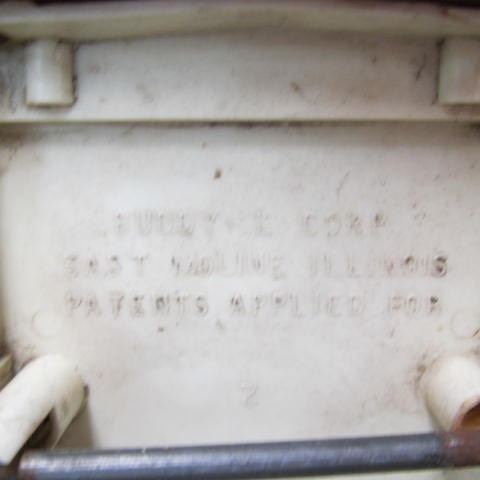 BUDDY-L CORP
EAST MOLINE ILLINOIS
PATENTS APPLIED FOR
2